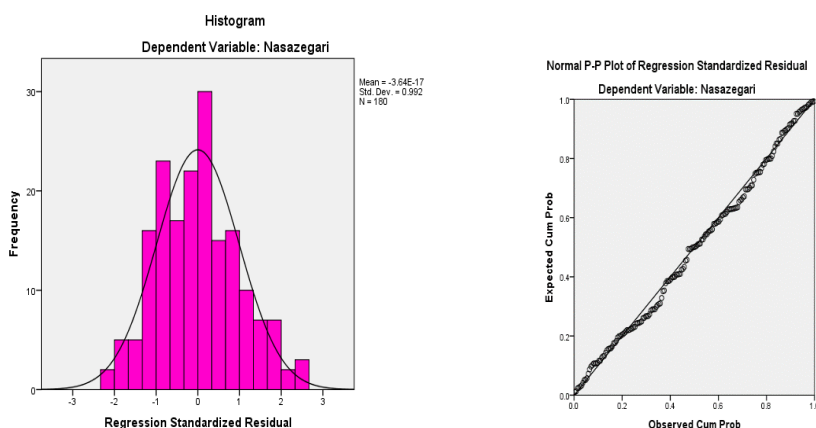 Histogram
Dependent Variable: Nasazegari
Mean = -3.64E-17
Std. Dev. = 0.992
N = 180
Frequency
30
20
10
0
-3 -2 -1 0 1 2 3
Regression Standardized Residual
Normal P-P Plot of Regression Standardized Residual
Dependent Variable: Nasazegari
Expected Cum Prob
1.0
0.8
0.6
0.4
0.2
0.0
0.0 0.2 0.4 0.6 0.8 1.0
Observed Cum Prob